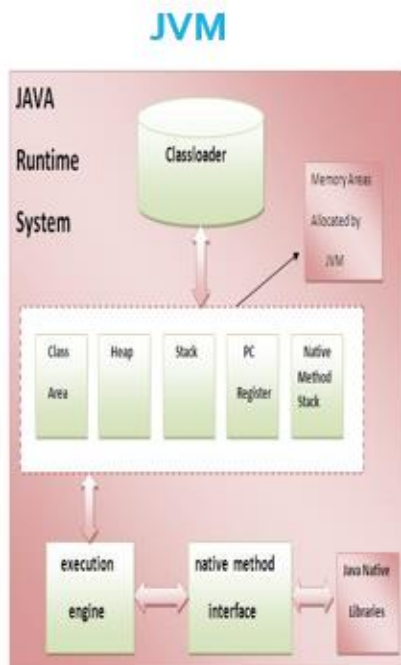 JVM
JAVA
Runtime
System
Classloader
Memory Areas
Allocated by
JVM
Class
Area
Heap
Stack
PC
Register
Native
Method
Stack
execution
engine
native method
interface
Java Native
Libraries